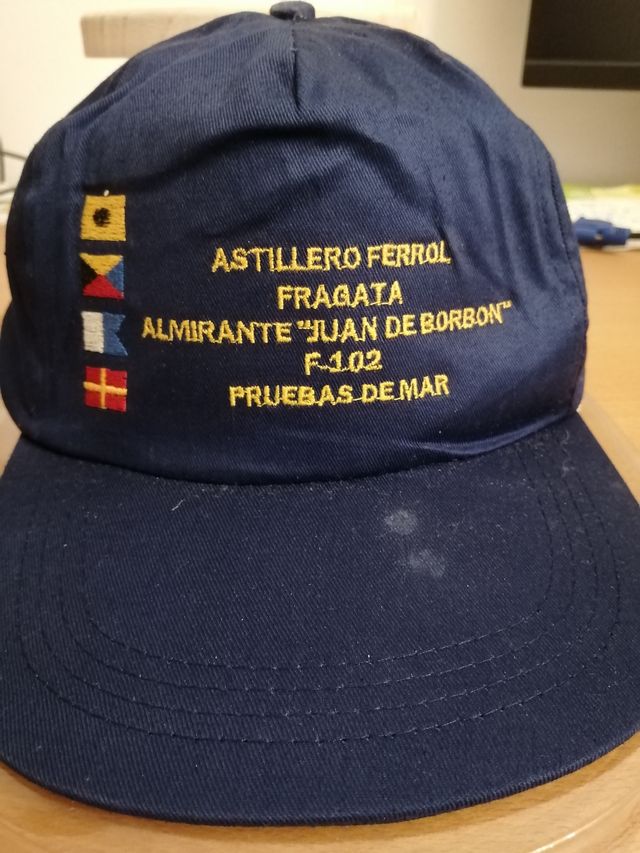 ASTILLERO FERROL
FRAGATA
ALMIRANTE "JUAN DE BORBON"
F-102
PRUEBAS DE MAR